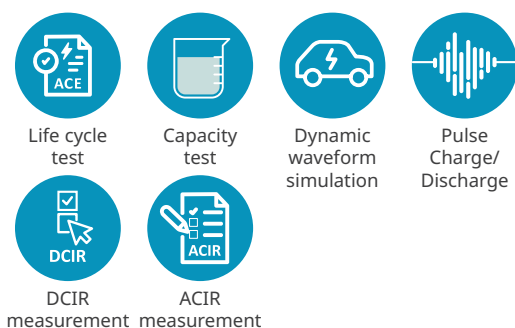 ACE
Life cycle
test
Capacity
test
Dynamic
waveform
simulation
Pulse
Charge/
Discharge
DCIR
DCIR
measurement
ACIR
ACIR
measurement